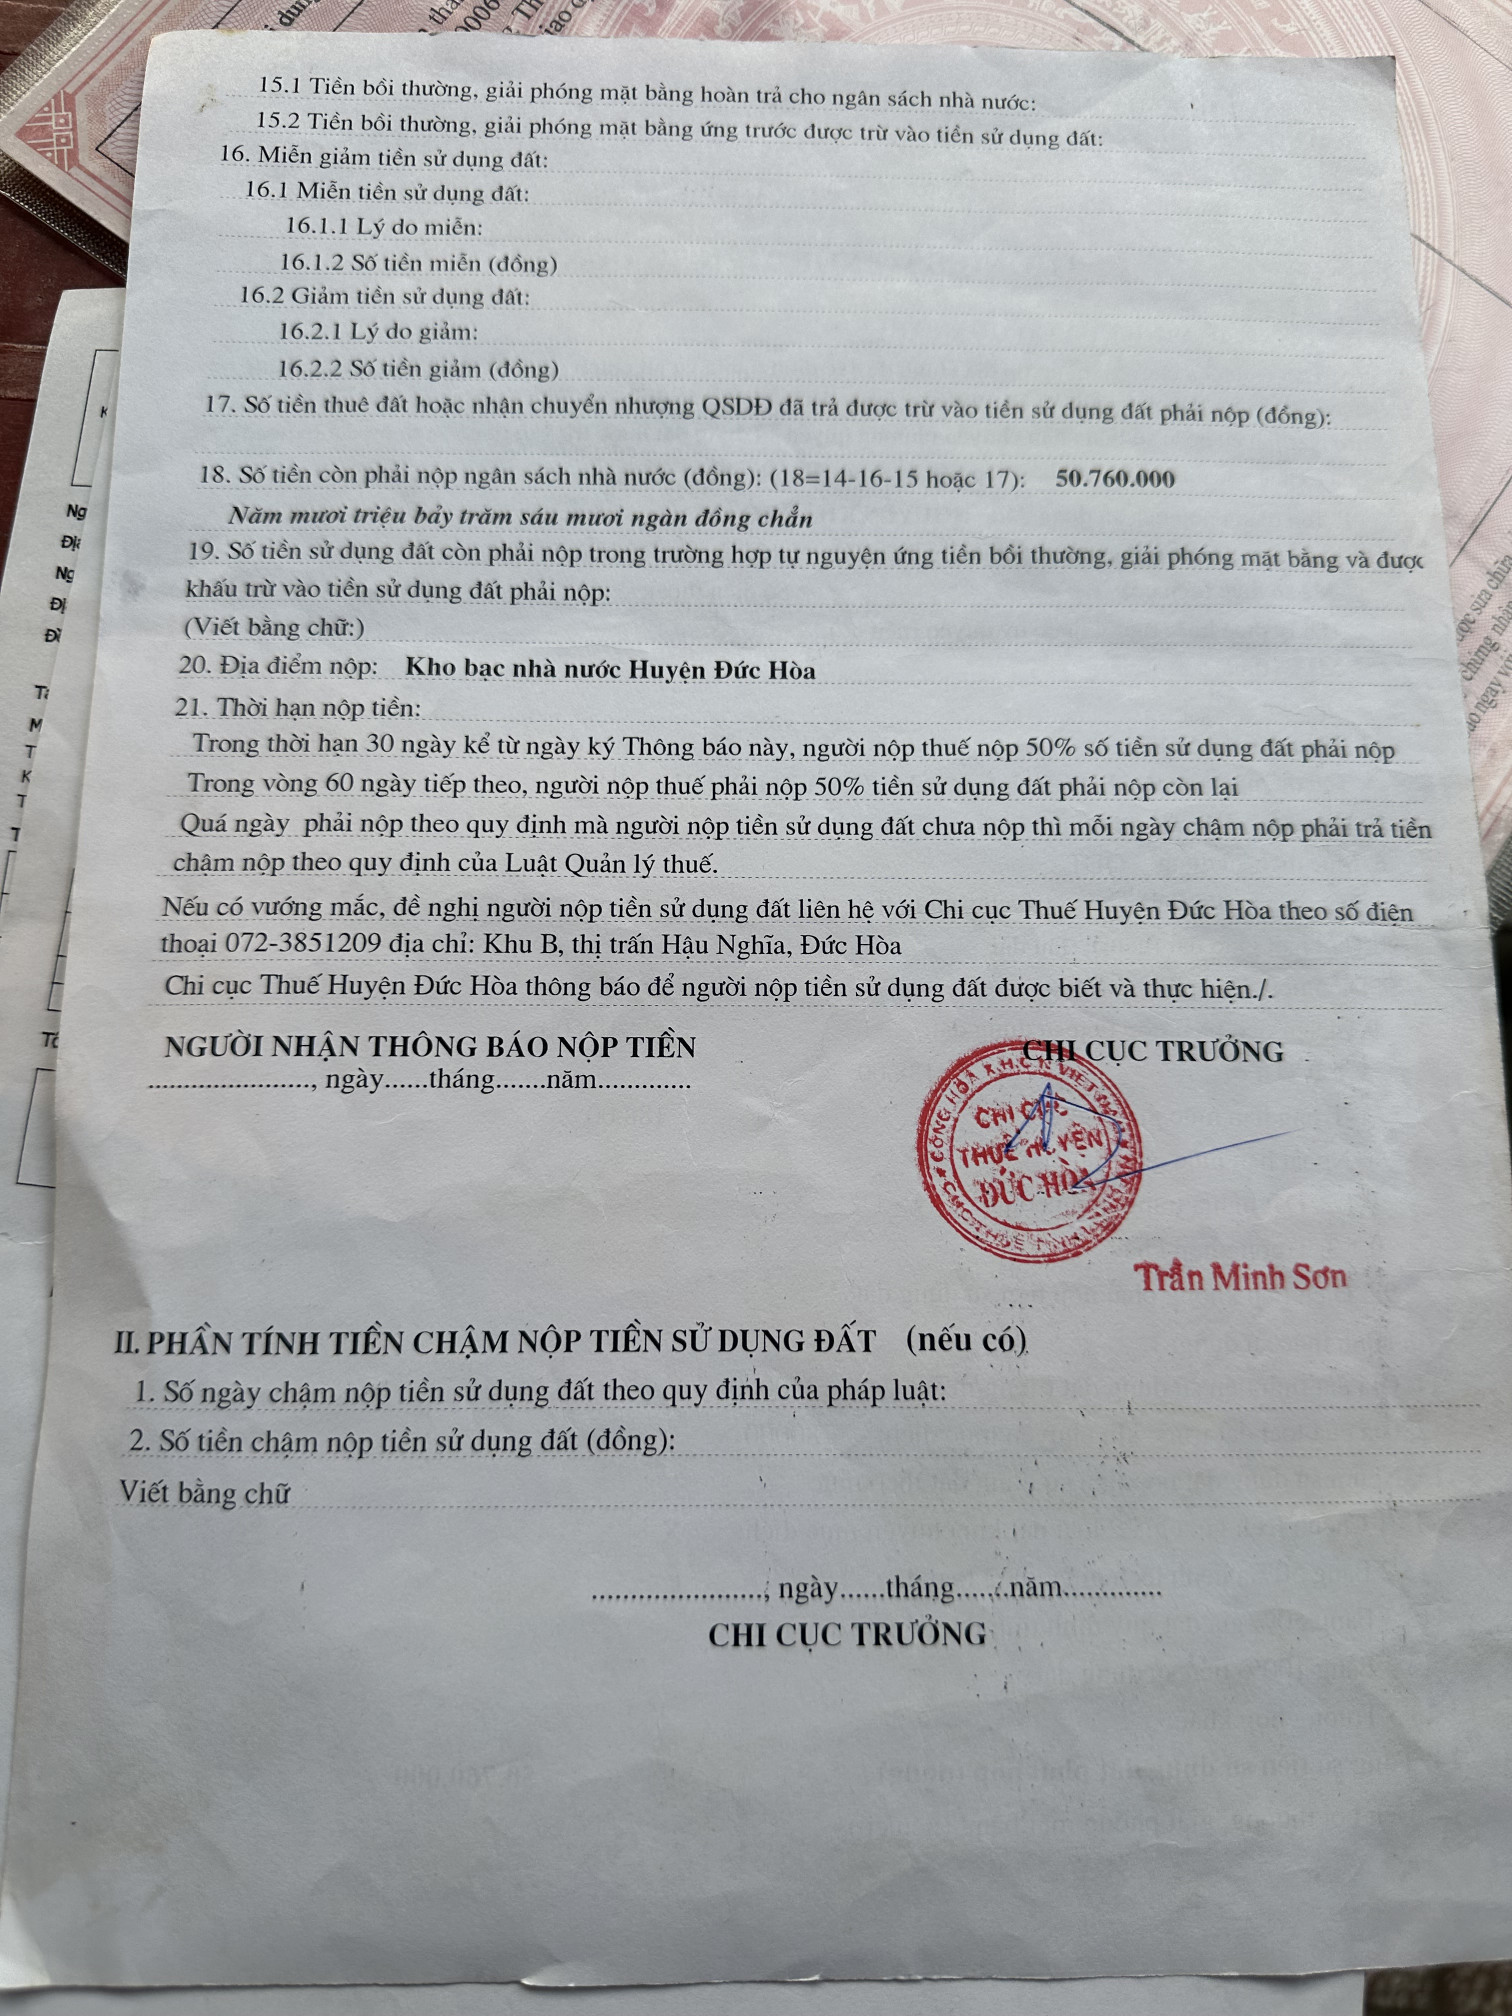 15.1 Tiền bồi thường, giải phóng mặt bằng hoàn trả cho ngân sách nhà nước:
15.2 Tiền bồi thường, giải phóng mặt bằng ứng trước được trừ vào tiền sử dụng đất:
16. Miễn giảm tiền sử dụng đất:
16.1 Miễn tiền sử dụng đất:
16.1.1 Lý do miễn:
16.1.2 Số tiền miễn (đồng)
16.2 Giảm tiền sử dụng đất:
16.2.1 Lý do giảm:
16.2.2 Số tiền giảm (đồng)
17. Số tiền thuê đất hoặc nhận chuyển nhượng QSDĐ đã trả được trừ vào tiền sử dụng đất phải nộp (đồng):
18. Số tiền còn phải nộp ngân sách nhà nước (đồng): (18=14-16-15 hoặc 17): 50.760.000
Năm mươi triệu bảy trăm sáu mươi ngàn đồng chẳn
19. Số tiền sử dụng đất còn phải nộp trong trường hợp tự nguyện ứng tiền bồi thường, giải phóng mặt bằng và được
khấu trừ vào tiền sử dụng đất phải nộp:
(Viết bằng chữ:)
20. Địa điểm nộp: Kho bạc nhà nước Huyện Đức Hòa
21. Thời hạn nộp tiền:
Trong thời hạn 30 ngày kể từ ngày ký Thông báo này, người nộp thuế nộp 50% số tiền sử dụng đất phải nộp
Trong vòng 60 ngày tiếp theo, người nộp thuế phải nộp 50% tiền sử dụng đất phải nộp còn lại
Quá ngày phải nộp theo quy định mà người nộp tiền sử dụng đất chưa nộp thì mỗi ngày chậm nộp phải trả tiền
chậm nộp theo quy định của Luật Quản lý thuế.
Nếu có vướng mắc, đề nghị người nộp tiền sử dụng đất liên hệ với Chi cục Thuế Huyện Đức Hòa theo số điện
thoại 072-3851209 địa chỉ: Khu B, thị trấn Hậu Nghĩa, Đức Hòa
Chi cục Thuế Huyện Đức Hòa thông báo để người nộp tiền sử dụng đất được biết và thực hiện./.
NGƯỜI NHẬN THÔNG BÁO NỘP TIỀN
......................, ngày......tháng.......năm.............
CHI CỤC TRƯỞNG
CHI CỤC
THUẾ HUYỆN
ĐỨC HÒA
Trần Minh Sơn
II. PHẦN TÍNH TIỀN CHẬM NỘP TIỀN SỬ DỤNG ĐẤT (nếu có)
1. Số ngày chậm nộp tiền sử dụng đất theo quy định của pháp luật:
2. Số tiền chậm nộp tiền sử dụng đất (đồng):
Viết bằng chữ
......................, ngày......tháng.......năm.............
CHI CỤC TRƯỞNG